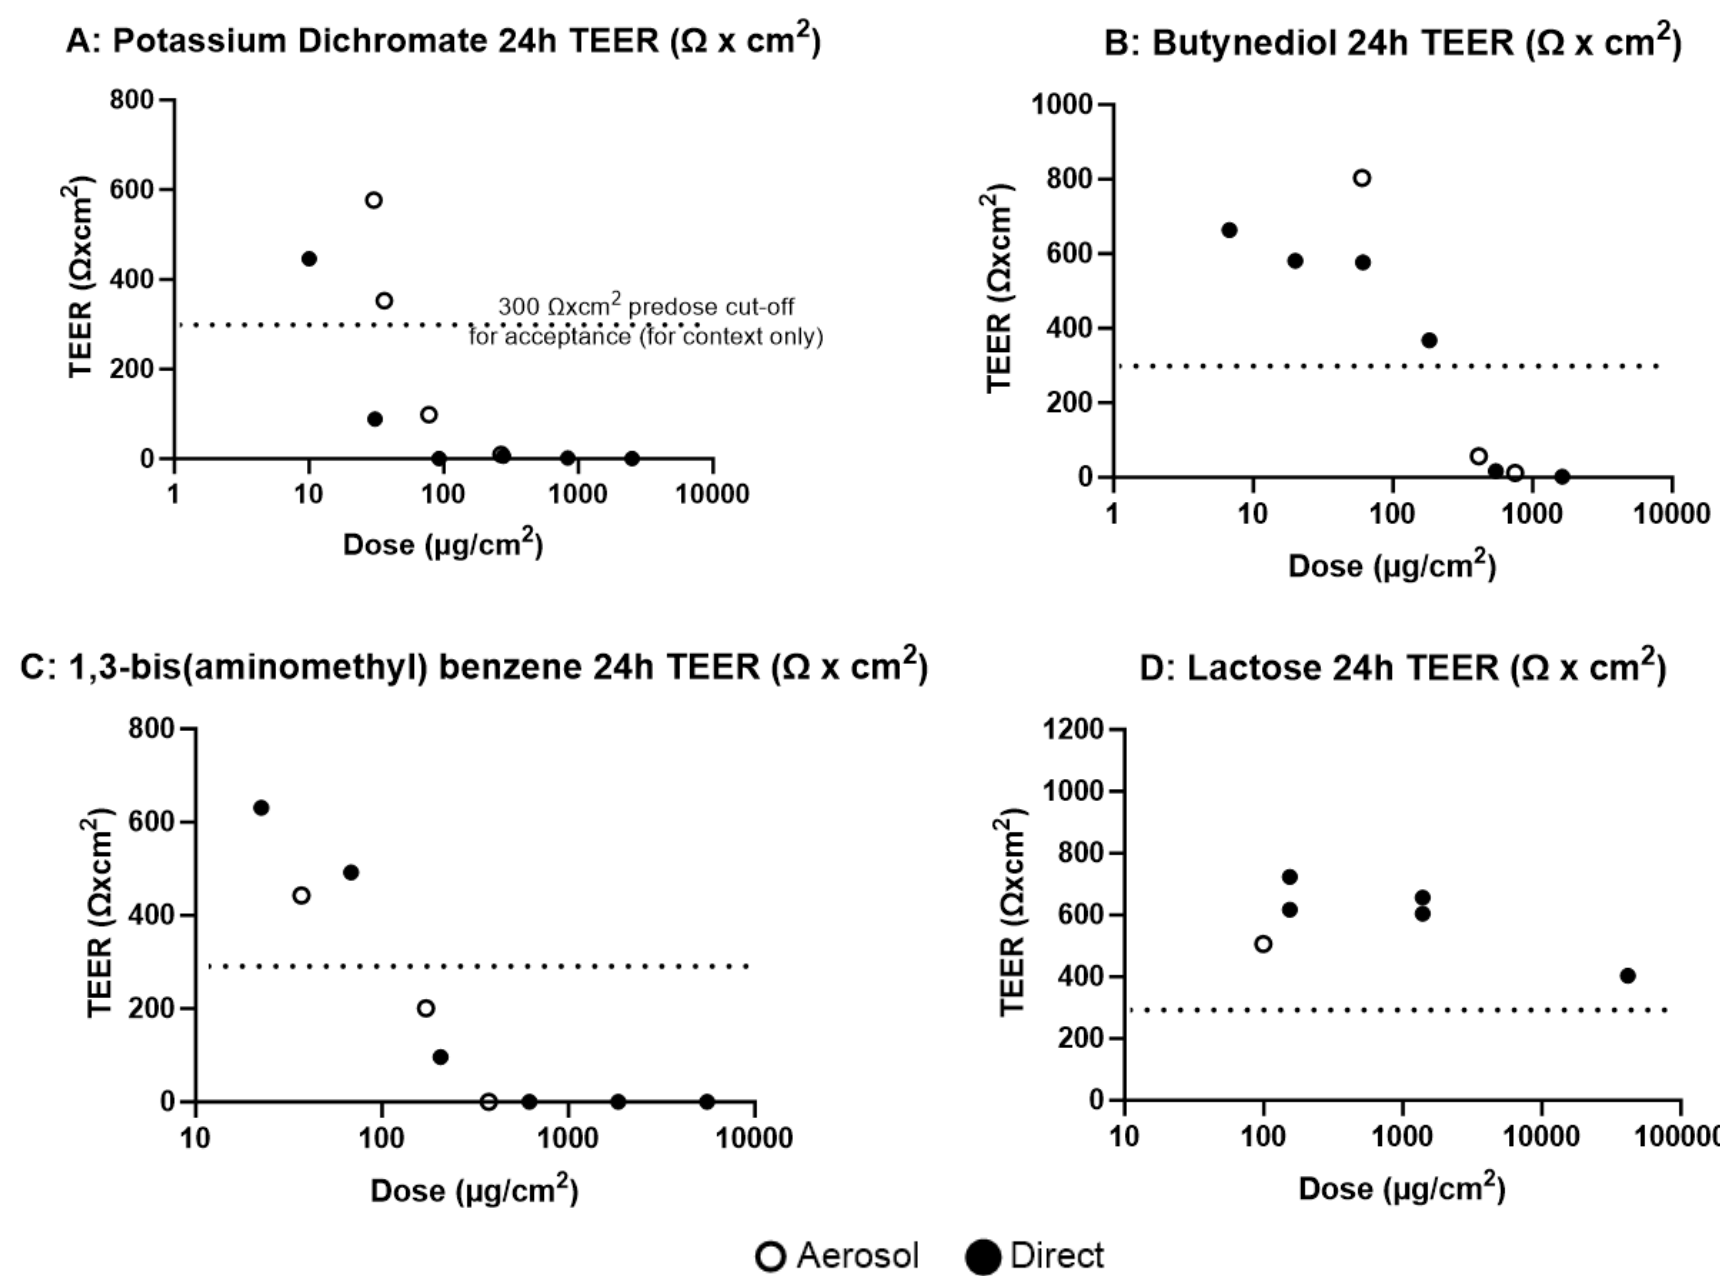 A: Potassium Dichromate 24h TEER (Ω x cm²)
800
600
400
200
0
TEER (Ωxcm²)
300 Ωxcm² predose cut-off
for acceptance (for context only)
1 10 100 1000 10000
Dose (µg/cm²)
B: Butynediol 24h TEER (Ω x cm²)
1000
800
600
400
200
0
TEER (Ωxcm²)
1 10 100 1000 10000
Dose (µg/cm²)
C: 1,3-bis(aminomethyl) benzene 24h TEER (Ω x cm²)
800
600
400
200
0
TEER (Ωxcm²)
10 100 1000 10000
Dose (µg/cm²)
D: Lactose 24h TEER (Ω x cm²)
1200
1000
800
600
400
200
0
TEER (Ωxcm²)
10 100 1000 10000 100000
Dose (µg/cm²)
Aerosol Direct